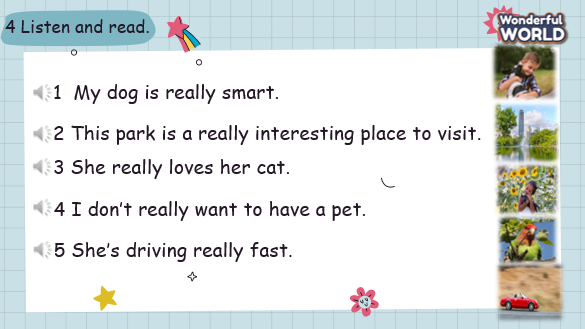 4 Listen and read.
Wonderful
WORLD
1 My dog is really smart.
2 This park is a really interesting place to visit.
3 She really loves her cat.
4 I don't really want to have a pet.
5 She's driving really fast.